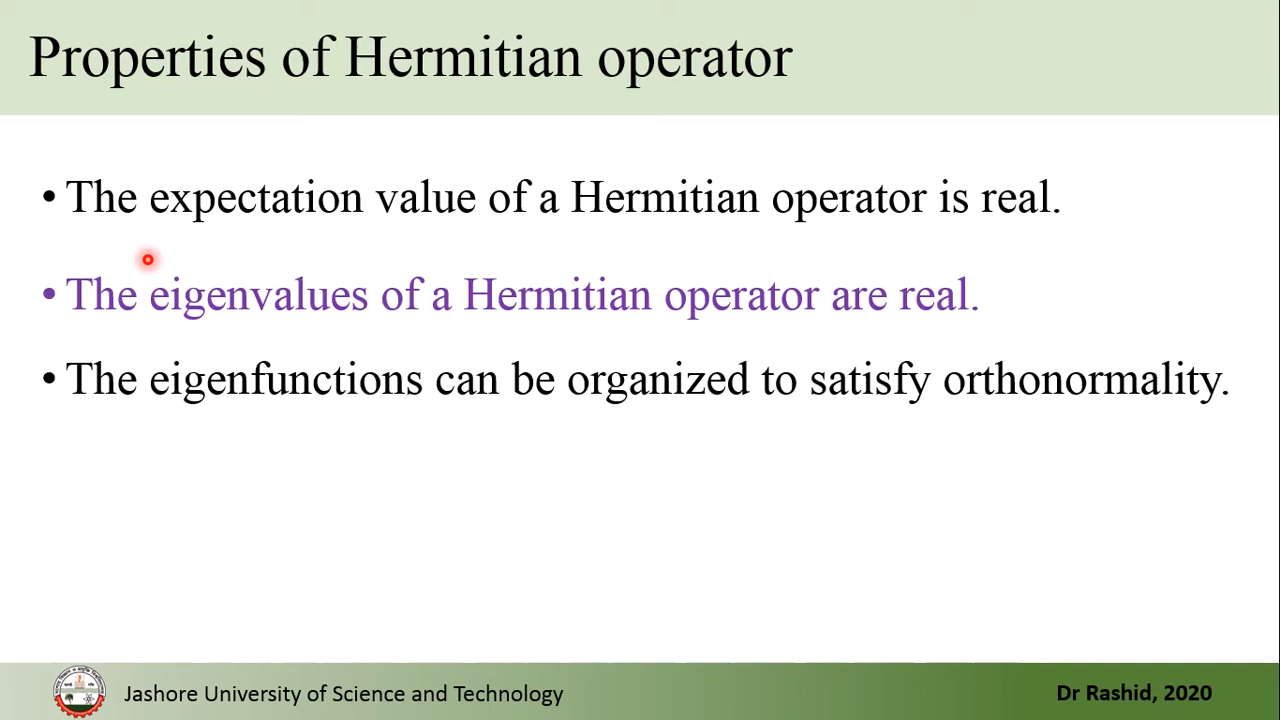 Properties of Hermitian operator
• The expectation value of a Hermitian operator is real.
• The eigenvalues of a Hermitian operator are real.
• The eigenfunctions can be organized to satisfy orthonormality.
Jashore University of Science and Technology
Dr Rashid, 2020